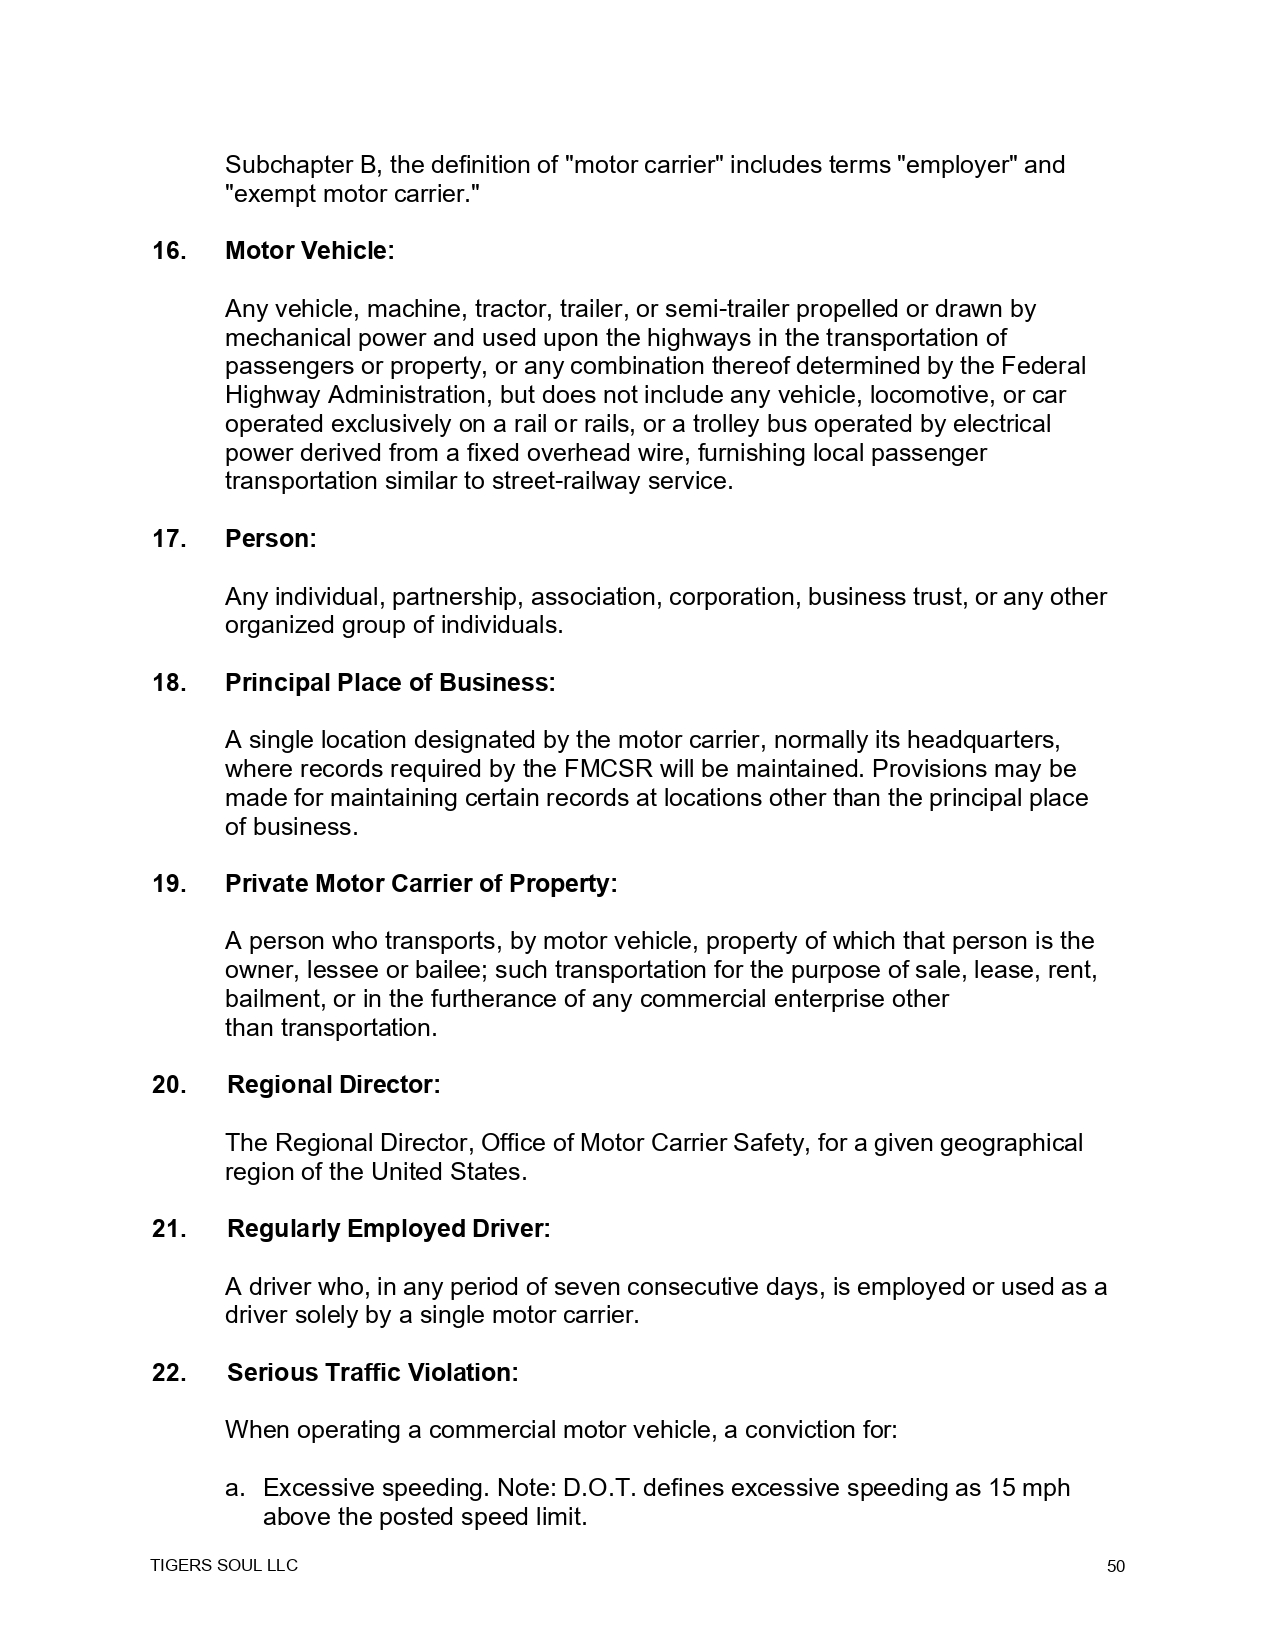 Subchapter B, the definition of "motor carrier" includes terms "employer" and
"exempt motor carrier."
16. Motor Vehicle:
Any vehicle, machine, tractor, trailer, or semi-trailer propelled or drawn by
mechanical power and used upon the highways in the transportation of
passengers or property, or any combination thereof determined by the Federal
Highway Administration, but does not include any vehicle, locomotive, or car
operated exclusively on a rail or rails, or a trolley bus operated by electrical
power derived from a fixed overhead wire, furnishing local passenger
transportation similar to street-railway service.
17. Person:
Any individual, partnership, association, corporation, business trust, or any other
organized group of individuals.
18. Principal Place of Business:
A single location designated by the motor carrier, normally its headquarters,
where records required by the FMCSR will be maintained. Provisions may be
made for maintaining certain records at locations other than the principal place
of business.
19. Private Motor Carrier of Property:
A person who transports, by motor vehicle, property of which that person is the
owner, lessee or bailee; such transportation for the purpose of sale, lease, rent,
bailment, or in the furtherance of any commercial enterprise other
than transportation.
20. Regional Director:
The Regional Director, Office of Motor Carrier Safety, for a given geographical
region of the United States.
21. Regularly Employed Driver:
A driver who, in any period of seven consecutive days, is employed or used as a
driver solely by a single motor carrier.
22. Serious Traffic Violation:
When operating a commercial motor vehicle, a conviction for:
a. Excessive speeding. Note: D.O.T. defines excessive speeding as 15 mph
above the posted speed limit.
TIGERS SOUL LLC 50